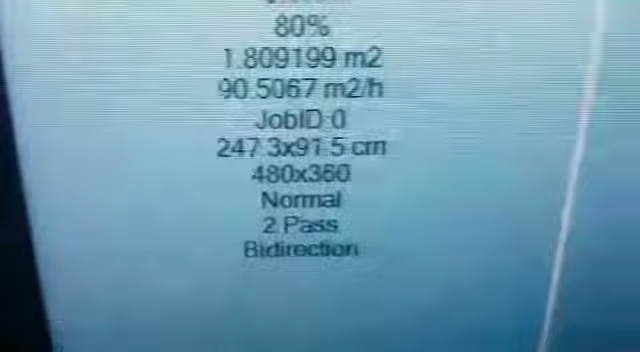 80%
1.809199 m2
90.5067 m2/h
JobID:0
247.3x91.5 cm
480x360
Normal
2 Pass
Bidirection